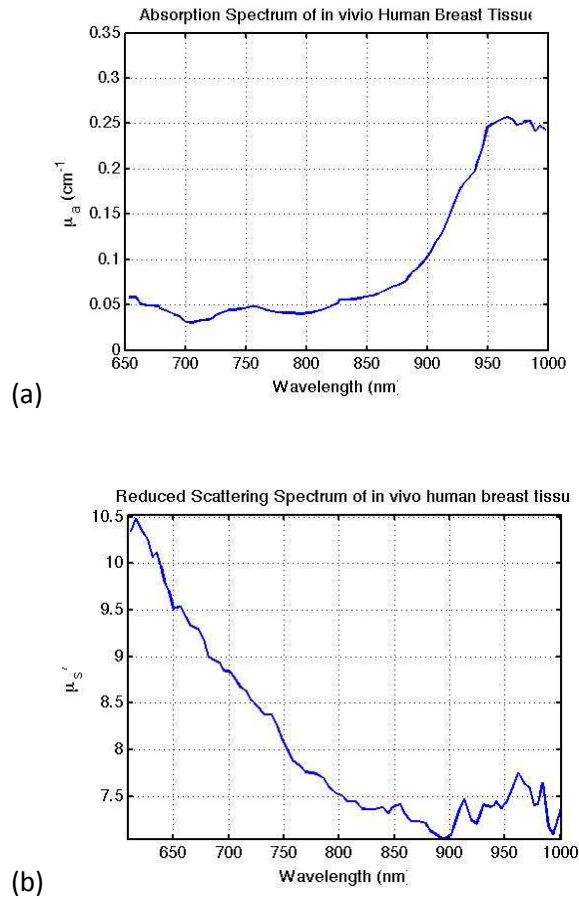 Absorption Spectrum of in vivio Human Breast Tissue
0.35
0.3
0.25
0.2
0.15
0.1
0.05
0
μa (cm-1
650 700 750 800 850 900 950 1000
Wavelength (nm
(a)
Reduced Scattering Spectrum of in vivo human breast tissu
10.5
10
9.5
9
8.5
8
7.5
μS'
650 700 750 800 850 900 950 1000
Wavelength (nm
(b)